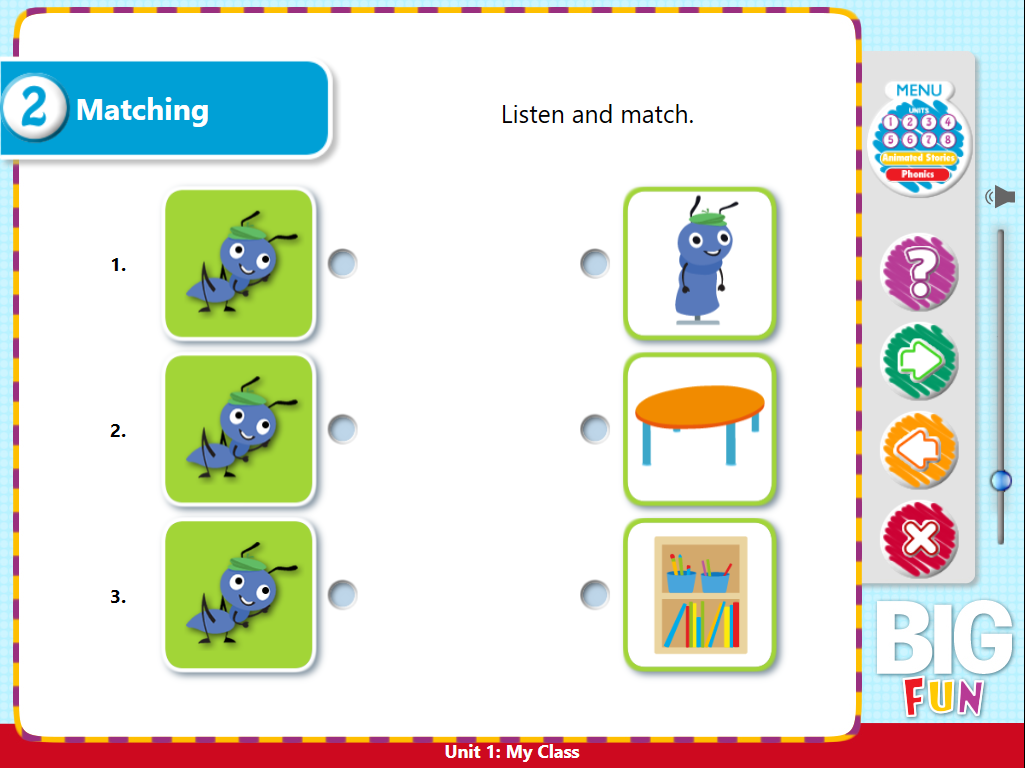 2 Matching
Listen and match.
1.
2.
3.
MENU
UNITS
1 2 3 4
5 6 7 8
Animated Stories
Phonics
?
BIG
FUN
Unit 1: My Class